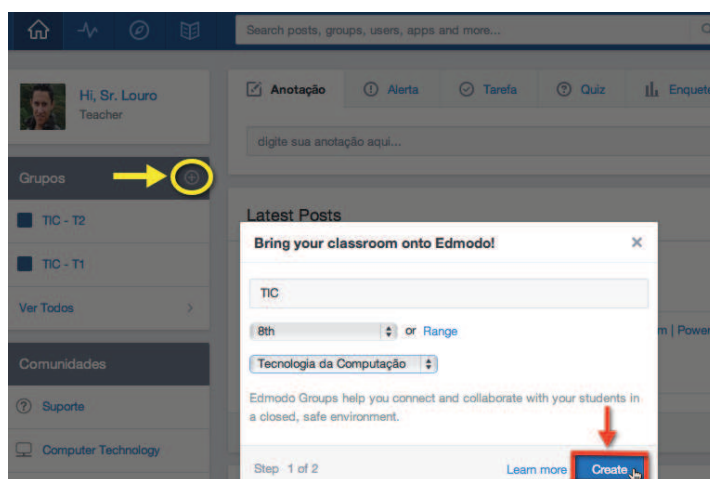 Search posts, groups, users, apps and more...
Hi, Sr. Louro
Teacher
Anotação
Alerta
Tarefa
Quiz
Enquete
digite sua anotação aqui...
Grupos
TIC - T2
TIC - T1
Ver Todos
Comunidades
Suporte
Computer Technology
Latest Posts
Bring your classroom onto Edmodo!
TIC
8th or Range
Tecnologia da Computação
Edmodo Groups help you connect and collaborate with your students in
a closed, safe environment.
Step 1 of 2
Learn more
Create
m | Power